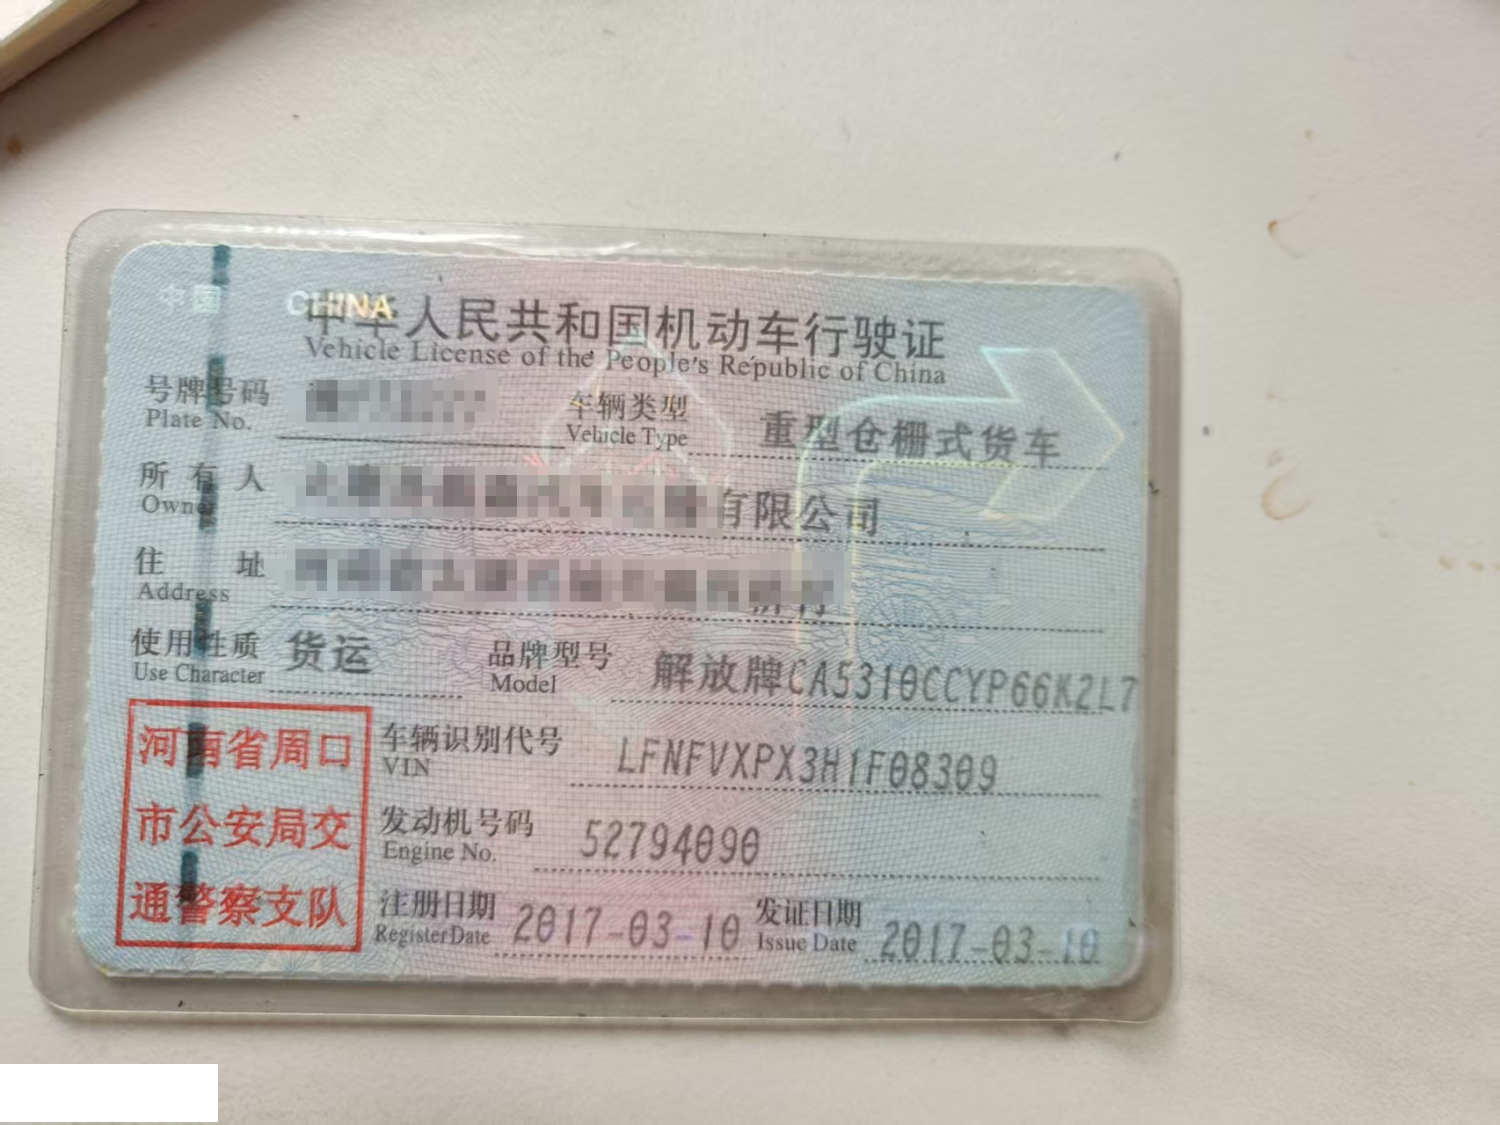 中国 CHINA
中华人民共和国机动车行驶证
Vehicle License of the People's Republic of China
号牌号码 车辆类型 重型仓栅式货车
Plate No. Vehicle Type
所有人 有限公司
Owner
住址
Address
使用性质 货运 品牌型号 解放牌CA5310CCYP66K2L7
Use Character Model
河南省周口
市公安局交
通警察支队
车辆识别代号 LFNFVXPX3H1F08309
VIN
发动机号码 52794090
Engine No.
注册日期 2017-03-10 发证日期 2017-03-10
Register Date Issue Date